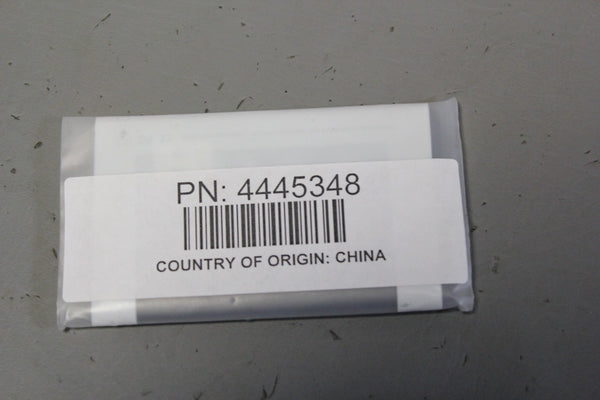 PN: 4445348
COUNTRY OF ORIGIN: CHINA